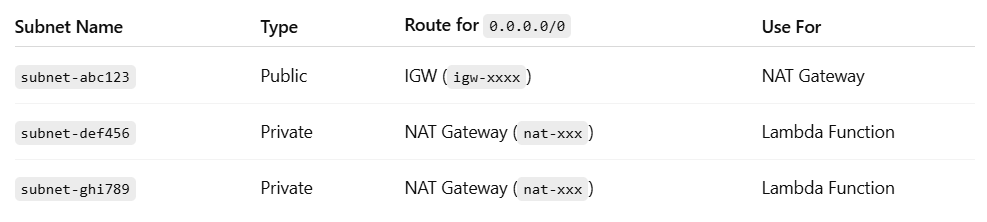 Subnet Name Type Route for 0.0.0.0/0 Use For
subnet-abc123 Public IGW (igw-xxxx) NAT Gateway
subnet-def456 Private NAT Gateway (nat-xxx) Lambda Function
subnet-ghi789 Private NAT Gateway (nat-xxx) Lambda Function